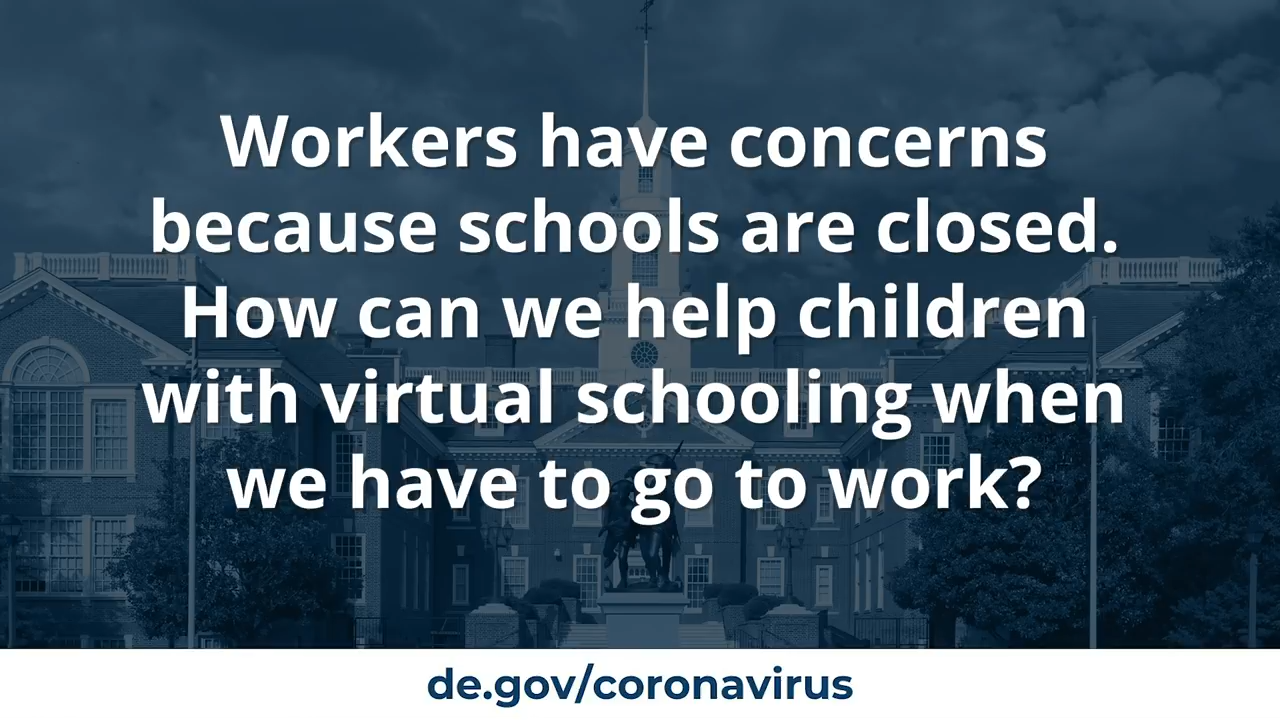 Workers have concerns
because schools are closed.
How can we help children
with virtual schooling when
we have to go to work?
de.gov/coronavirus